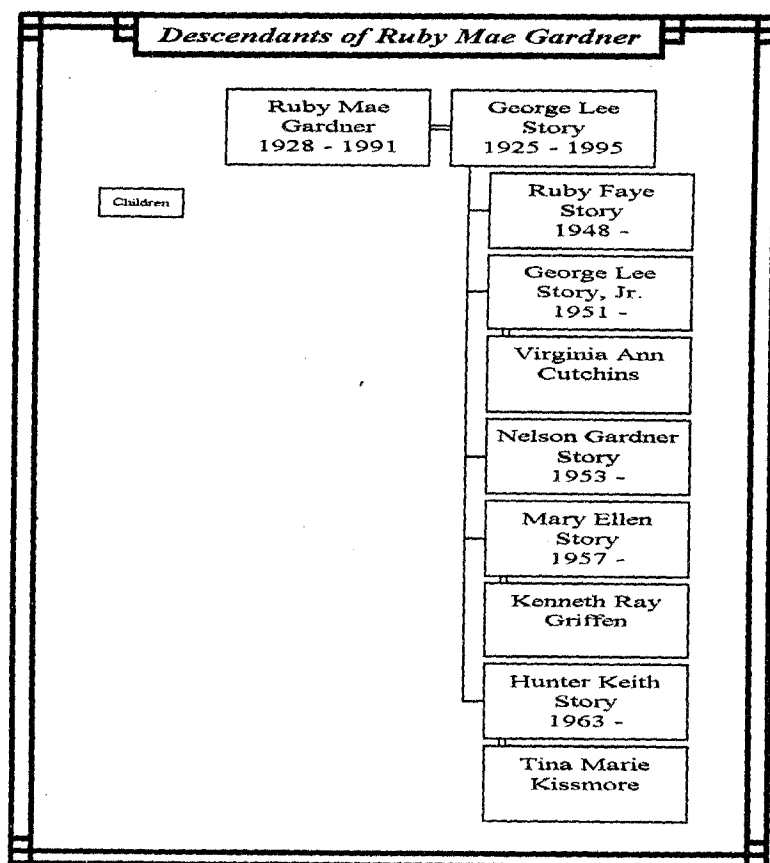 Descendants of Ruby Mae Gardner
Ruby Mae
Gardner
1928 - 1991
George Lee
Story
1925 - 1995
Children
Ruby Faye
Story
1948 -
George Lee
Story, Jr.
1951 -
Virginia Ann
Cutchins
Nelson Gardner
Story
1953 -
Mary Ellen
Story
1957 -
Kenneth Ray
Griffen
Hunter Keith
Story
1963 -
Tina Marie
Kissmore